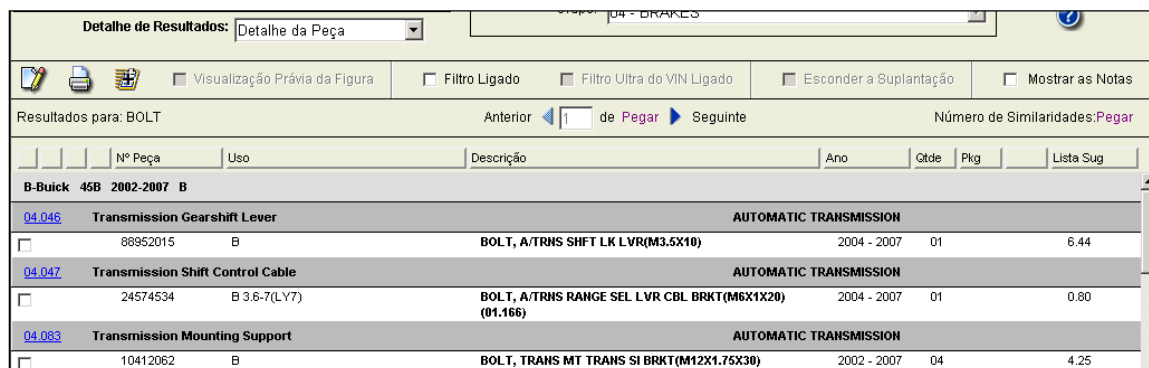 Detalhe de Resultados: Detalhe da Peça
04 - BRAKES
Visualização Prévia da Figura Filtro Ligado Filtro Ultra do VIN Ligado Esconder a Suplantação Mostrar as Notas
Resultados para: BOLT Anterior 1 de Pegar Seguinte Número de Similaridades:Pegar
Nº Peça Uso Descrição Ano Qtde Pkg Lista Sug
B-Buick 45B 2002-2007 B
04.046 Transmission Gearshift Lever AUTOMATIC TRANSMISSION
88952015 B BOLT, A/TRNS SHFT LK LVR(M3.5X10) 2004 - 2007 01 6.44
04.047 Transmission Shift Control Cable AUTOMATIC TRANSMISSION
24574534 B 3.6-7(LY7) BOLT, A/TRNS RANGE SEL LVR CBL BRKT(M6X1X20) 2004 - 2007 01 0.80
(01.166)
04.083 Transmission Mounting Support AUTOMATIC TRANSMISSION
10412062 B BOLT, TRANS MT TRANS SI BRKT(M12X1.75X30) 2002 - 2007 04 4.25